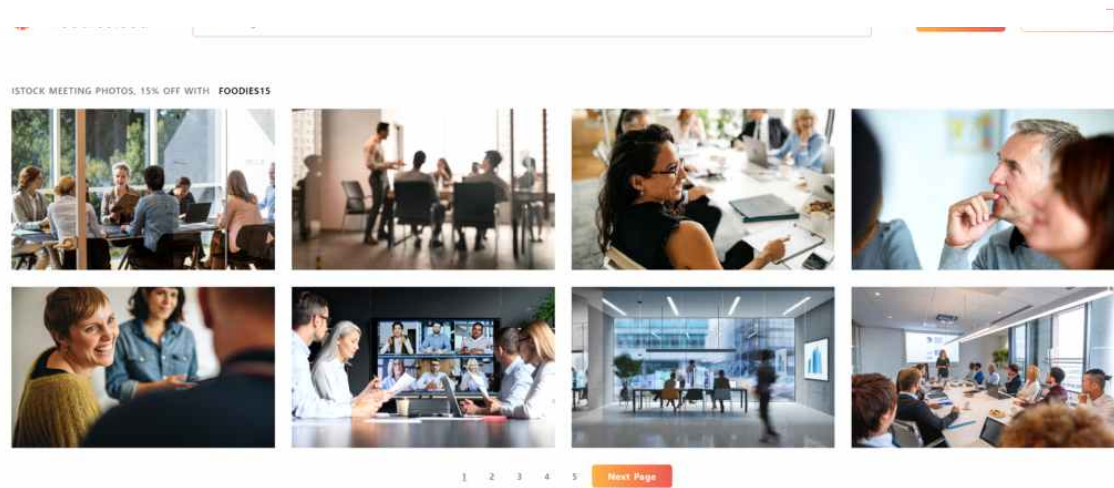 ISTOCK MEETING PHOTOS, 15% OFF WITH FOODIES15
1 2 3 4 5 Next Page